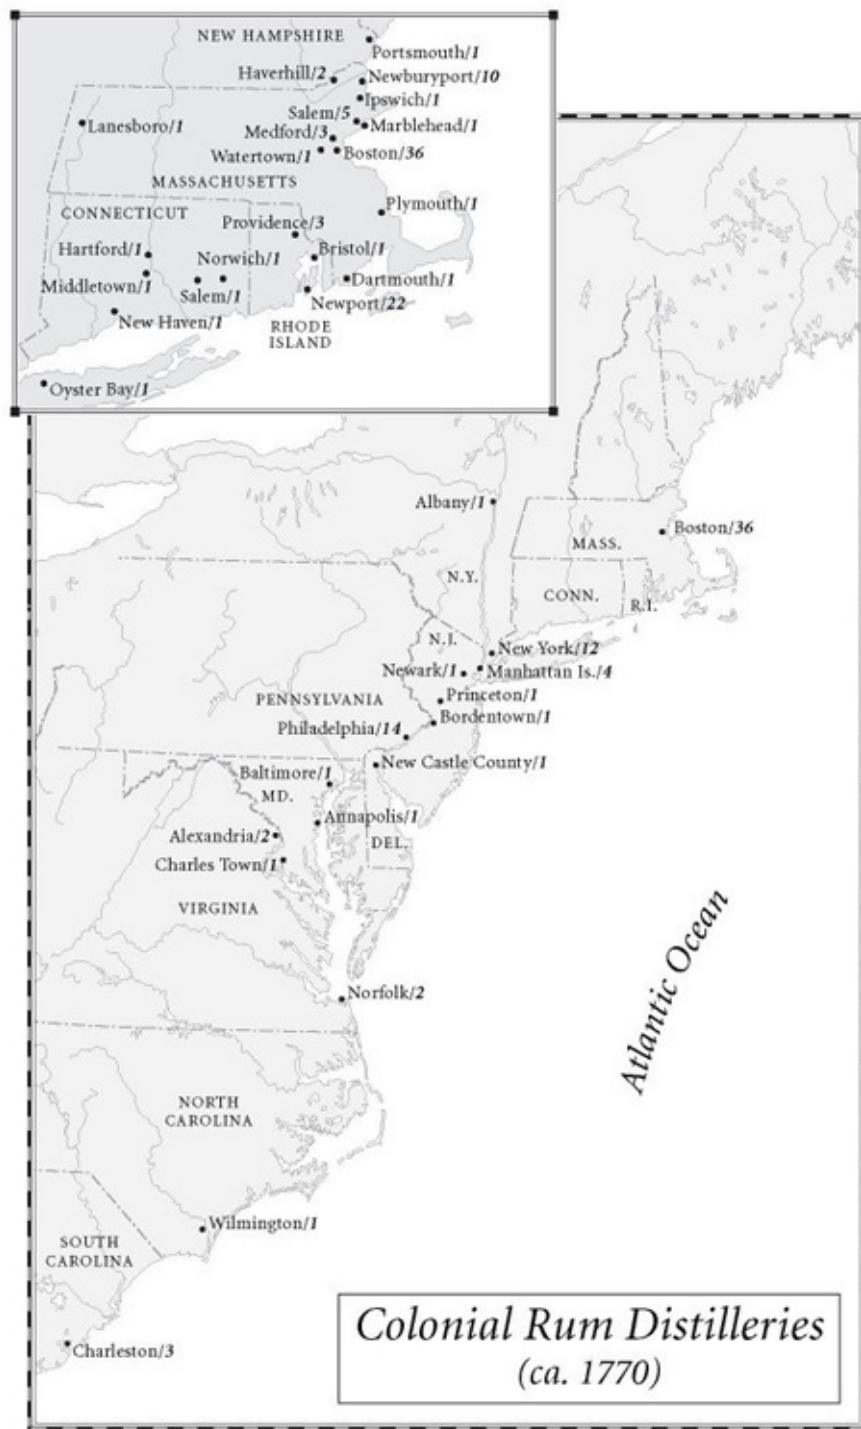 NEW HAMPSHIRE
Portsmouth/1
Haverhill/2
Newburyport/10
Ipswich/1
Salem/5
Marblehead/1
Lanesboro/1
Medford/3
Watertown/1
Boston/36
MASSACHUSETTS
Plymouth/1
CONNECTICUT
Providence/3
Hartford/1
Norwich/1
Bristol/1
Middletown/1
Salem/1
Dartmouth/1
Newport/22
New Haven/1
RHODE
ISLAND
Oyster Bay/1
Albany/1
Boston/36
MASS.
N.Y.
CONN.
R.I.
N.J.
New York/12
Newark/1
Manhattan Is./4
PENNSYLVANIA
Princeton/1
Bordentown/1
Philadelphia/14
New Castle County/1
Baltimore/1
MD.
Annapolis/1
Alexandria/2
DEL.
Charles Town/1
VIRGINIA
Atlantic Ocean
Norfolk/2
NORTH
CAROLINA
Wilmington/1
SOUTH
CAROLINA
Charleston/3
Colonial Rum Distilleries
(ca. 1770)